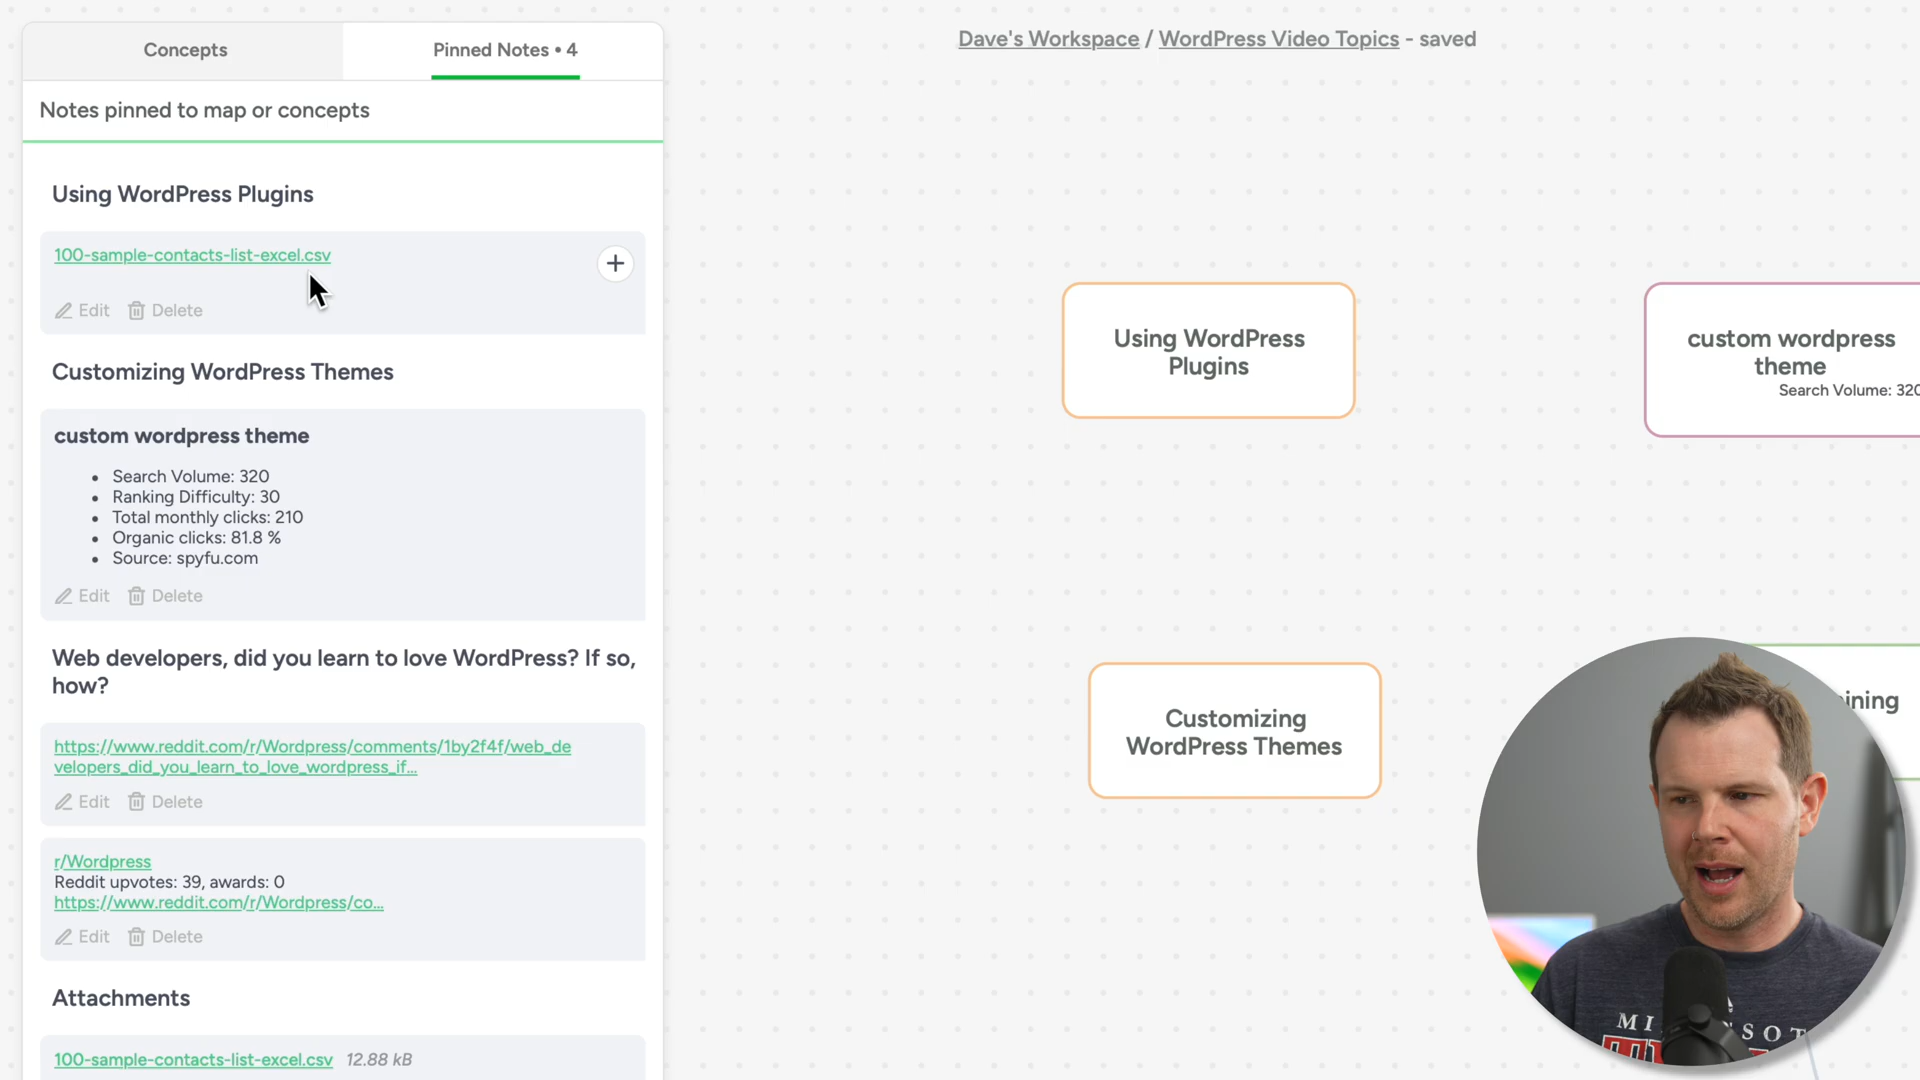 Concepts
Pinned Notes • 4
Notes pinned to map or concepts
Using WordPress Plugins
100-sample-contacts-list-excel.csv
Edit Delete
Customizing WordPress Themes
custom wordpress theme
• Search Volume: 320
• Ranking Difficulty: 30
• Total monthly clicks: 210
• Organic clicks: 81.8 %
• Source: spyfu.com
Edit Delete
Web developers, did you learn to love WordPress? If so,
how?
https://www.reddit.com/r/Wordpress/comments/1by2f4f/web_de
velopers_did_you_learn_to_love_wordpress_if...
Edit Delete
r/Wordpress
Reddit upvotes: 39, awards: 0
https://www.reddit.com/r/Wordpress/co...
Edit Delete
Attachments
100-sample-contacts-list-excel.csv 12.88 kB
Dave's Workspace / WordPress Video Topics - saved
Using WordPress
Plugins
custom wordpress
theme
Search Volume: 320
Customizing
WordPress Themes